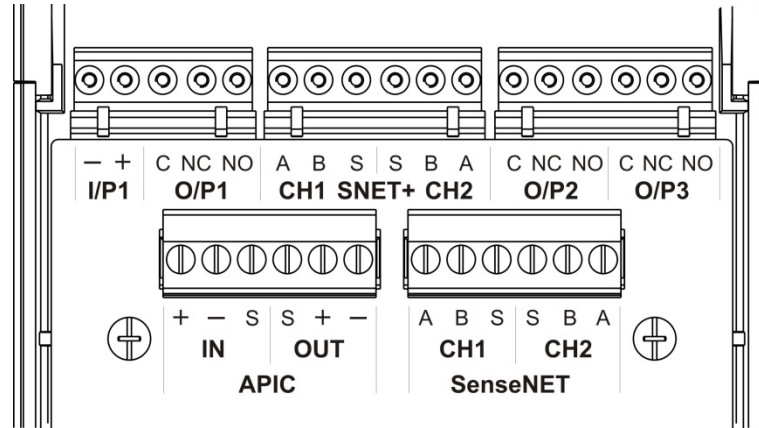 – + C NC NO A B S S B A C NC NO C NC NO
I/P1 O/P1 CH1 SNET+ CH2 O/P2 O/P3
+ – S S + – A B S S B A
IN OUT CH1 CH2
APIC SenseNET